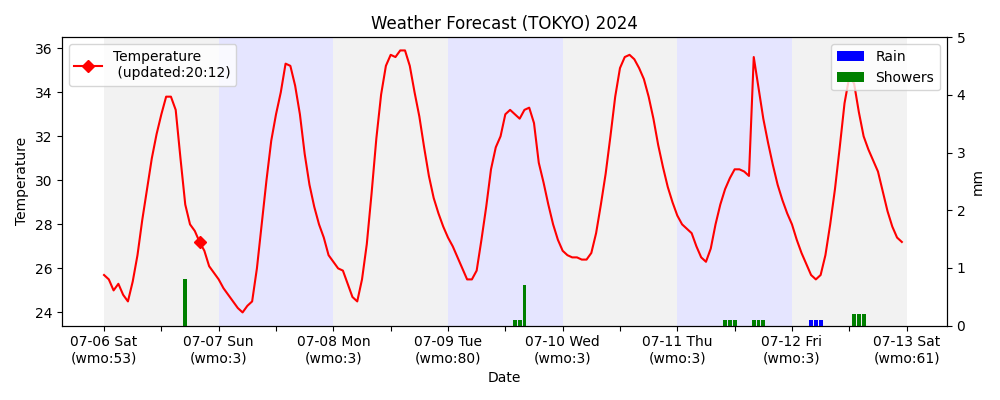 Weather Forecast (TOKYO) 2024
Temperature
(updated:20:12)
Rain
Showers
36
34
32
30
28
26
24
Temperature
5
4
3
2
1
0
mm
07-06 Sat
(wmo:53)
07-07 Sun
(wmo:3)
07-08 Mon
(wmo:3)
07-09 Tue
(wmo:80)
07-10 Wed
(wmo:3)
07-11 Thu
(wmo:3)
07-12 Fri
(wmo:3)
07-13 Sat
(wmo:61)
Date